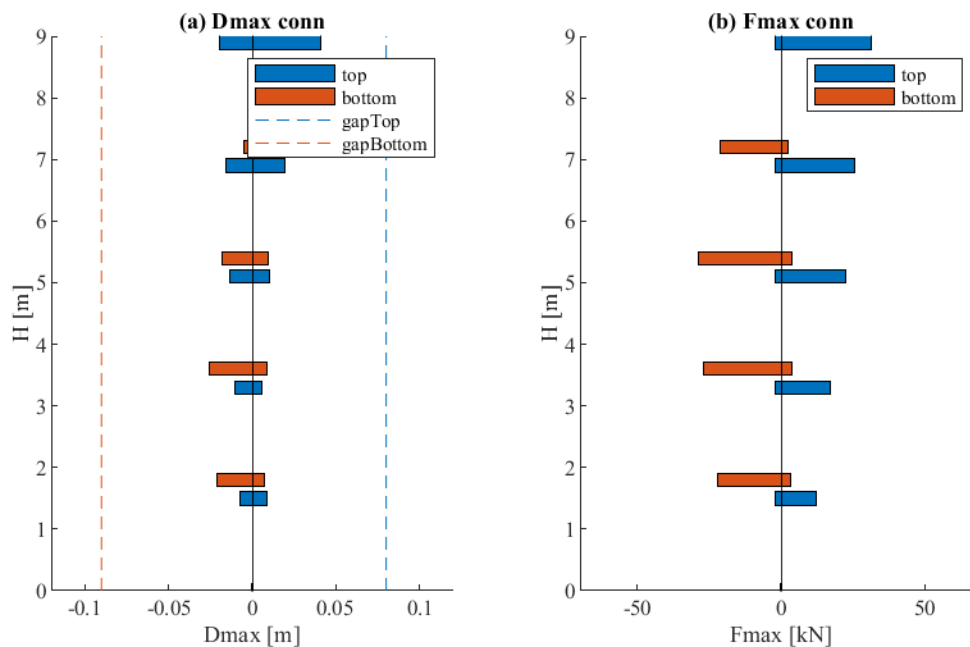 (a) Dmax conn
9
8
7
6
5
4
3
2
1
0
H [m]
top
bottom
gapTop
gapBottom
-0.1
-0.05
0
0.05
0.1
Dmax [m]
(b) Fmax conn
9
8
7
6
5
4
3
2
1
0
H [m]
top
bottom
-50
0
50
Fmax [kN]